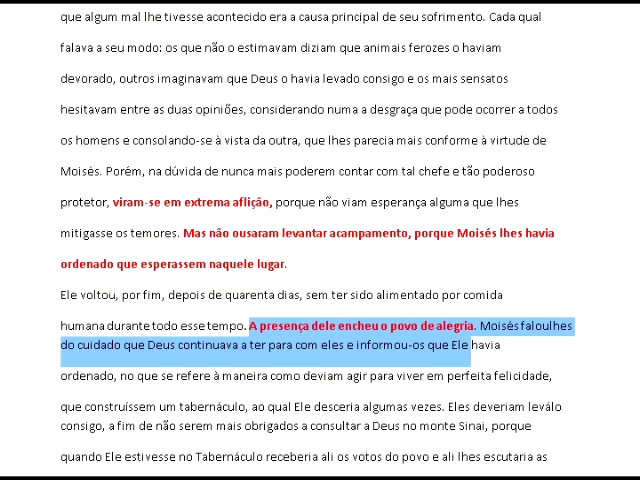 que algum mal lhe tivesse acontecido era a causa principal de seu sofrimento. Cada qual
falava a seu modo: os que não o estimavam diziam que animais ferozes o haviam
devorado, outros imaginavam que Deus o havia levado consigo e os mais sensatos
hesitavam entre as duas opiniões, considerando numa a desgraça que pode ocorrer a todos
os homens e consolando-se à vista da outra, que lhes parecia mais conforme à virtude de
Moisés. Porém, na dúvida de nunca mais poderem contar com tal chefe e tão poderoso
protetor, viram-se em extrema aflição, porque não viam esperança alguma que lhes
mitigasse os temores. Mas não ousaram levantar acampamento, porque Moisés lhes havia
ordenado que esperassem naquele lugar.
Ele voltou, por fim, depois de quarenta dias, sem ter sido alimentado por comida
humana durante todo esse tempo. A presença dele encheu o povo de alegria. Moisés faloulhes
do cuidado que Deus continuava a ter para com eles e informou-os que Ele havia
ordenado, no que se refere à maneira como deviam agir para viver em perfeita felicidade,
que construíssem um tabernáculo, ao qual Ele desceria algumas vezes. Eles deveriam leválo
consigo, a fim de não serem mais obrigados a consultar a Deus no monte Sinai, porque
quando Ele estivesse no Tabernáculo receberia ali os votos do povo e ali lhes escutaria as